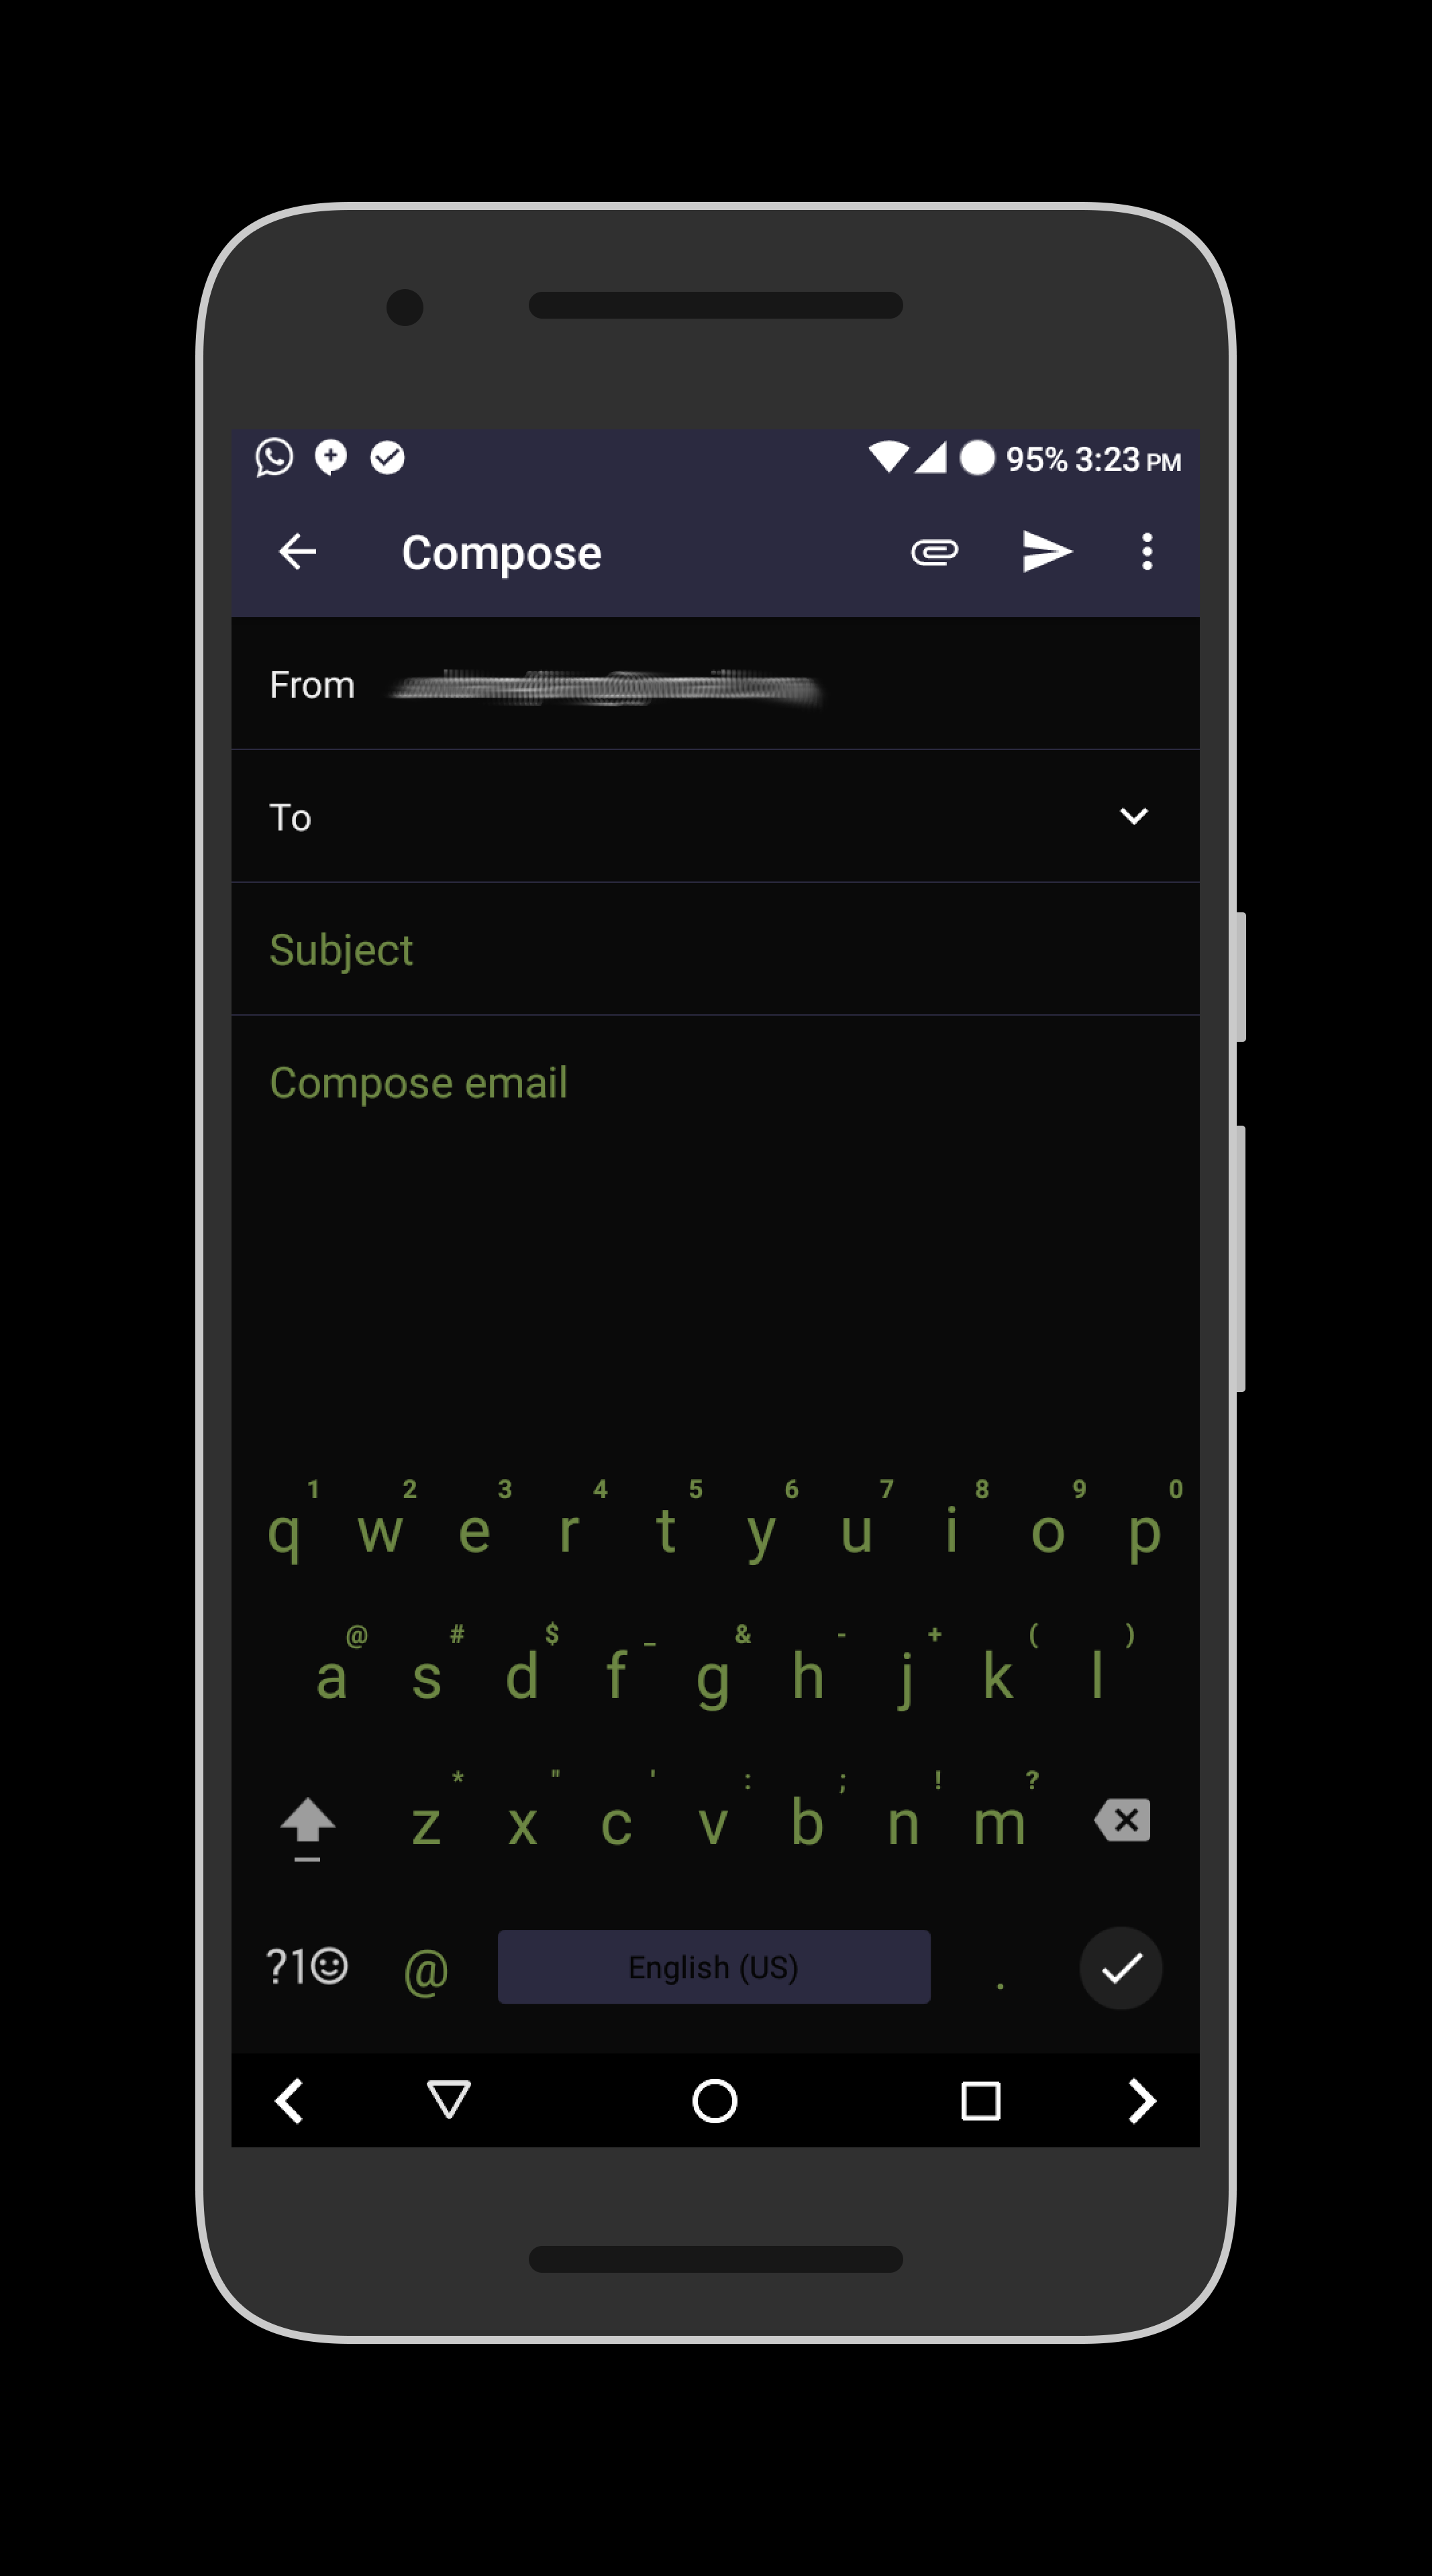 95% 3:23 PM
Compose
From
To
Subject
Compose email
1 2 3 4 5 6 7 8 9 0
q w e r t y u i o p
@ # $ _ & - + ( )
a s d f g h j k l
* " ' : ; ! ?
z x c v b n m
?1☺ @ English (US) .